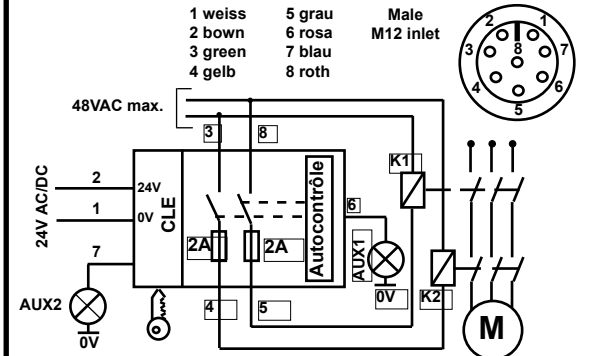 1 weiss 5 grau
2 bown 6 rosa
3 green 7 blau
4 gelb 8 roth
Male
M12 inlet
2 1
3 8 7
4 6
5
48VAC max.
3 8
K1
24V AC/DC
2 24V
1 0V
CLE
2A 2A
Autocontrôle
6
AUX1
0V
K2
7
AUX2
0V
4 5
M